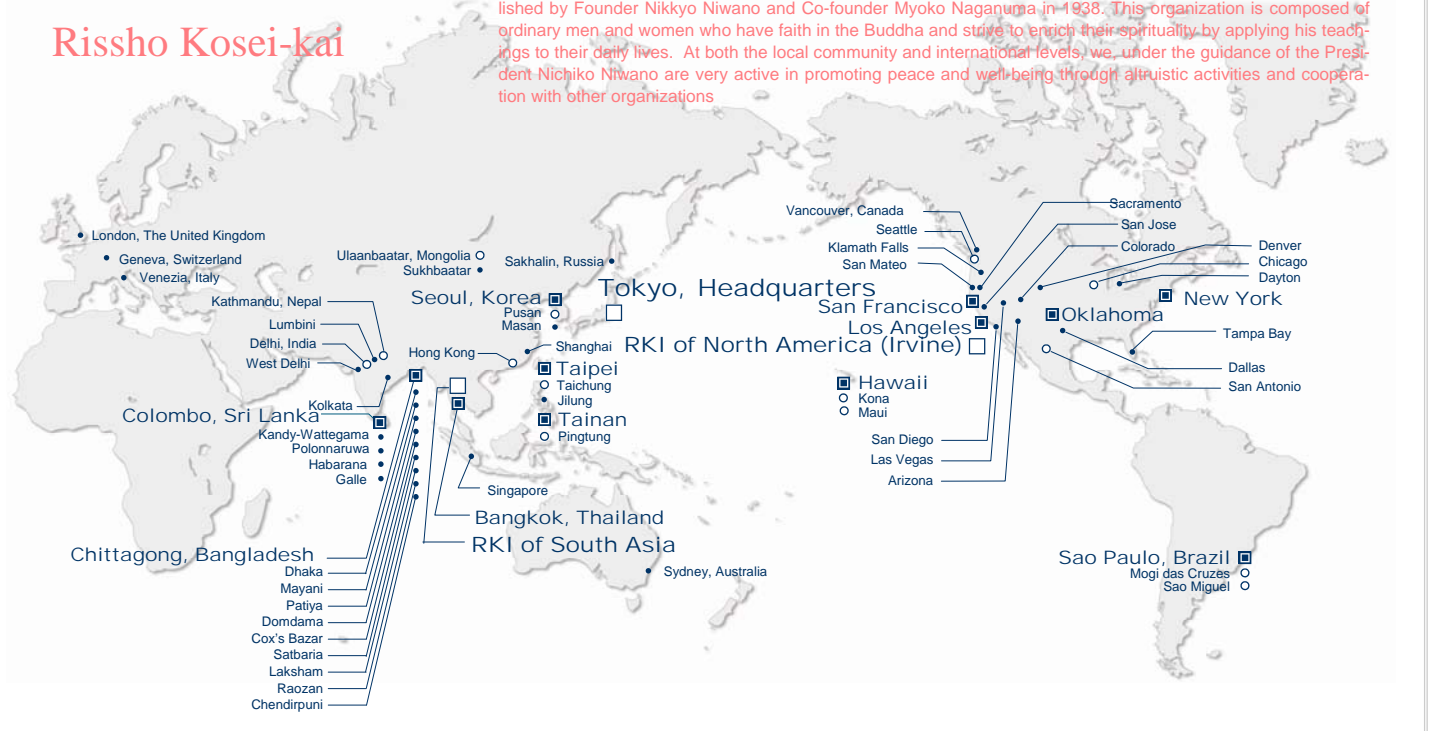 lished by Founder Nikkyo Niwano and Co-founder Myoko Naganuma in 1938. This organization is composed of
Rissho Kosei-kai
ordinary men and women who have faith in the Buddha and strive to enrich their spirituality by applying his teach-
ings to their daily lives. At both the local community and international levels, we, under the guidance of the Presi-
dent Nichiko Niwano are very active in promoting peace and well-being through altruistic activities and coopera-
tion with other organizations
London, The United Kingdom
Geneva, Switzerland
Venezia, Italy
Ulaanbaatar, Mongolia
Sukhbaatar
Sakhalin, Russia
Kathmandu, Nepal
Lumbini
Delhi, India
West Delhi
Seoul, Korea
Pusan
Masan
Tokyo, Headquarters
Hong Kong
Shanghai
Taipei
Taichung
Jilung
Tainan
Pingtung
Kolkata
Colombo, Sri Lanka
Kandy-Wattegama
Polonnaruwa
Habarana
Galle
Singapore
Bangkok, Thailand
RKI of South Asia
Chittagong, Bangladesh
Dhaka
Mayani
Patiya
Domdama
Cox's Bazar
Satbaria
Laksham
Raozan
Chendirpuni
Sydney, Australia
Vancouver, Canada
Seattle
Klamath Falls
San Mateo
San Francisco
Los Angeles
RKI of North America (Irvine)
Hawaii
Kona
Maui
San Diego
Las Vegas
Arizona
Sacramento
San Jose
Colorado
Denver
Chicago
Dayton
New York
Oklahoma
Tampa Bay
Dallas
San Antonio
Sao Paulo, Brazil
Mogi das Cruzes
Sao Miguel